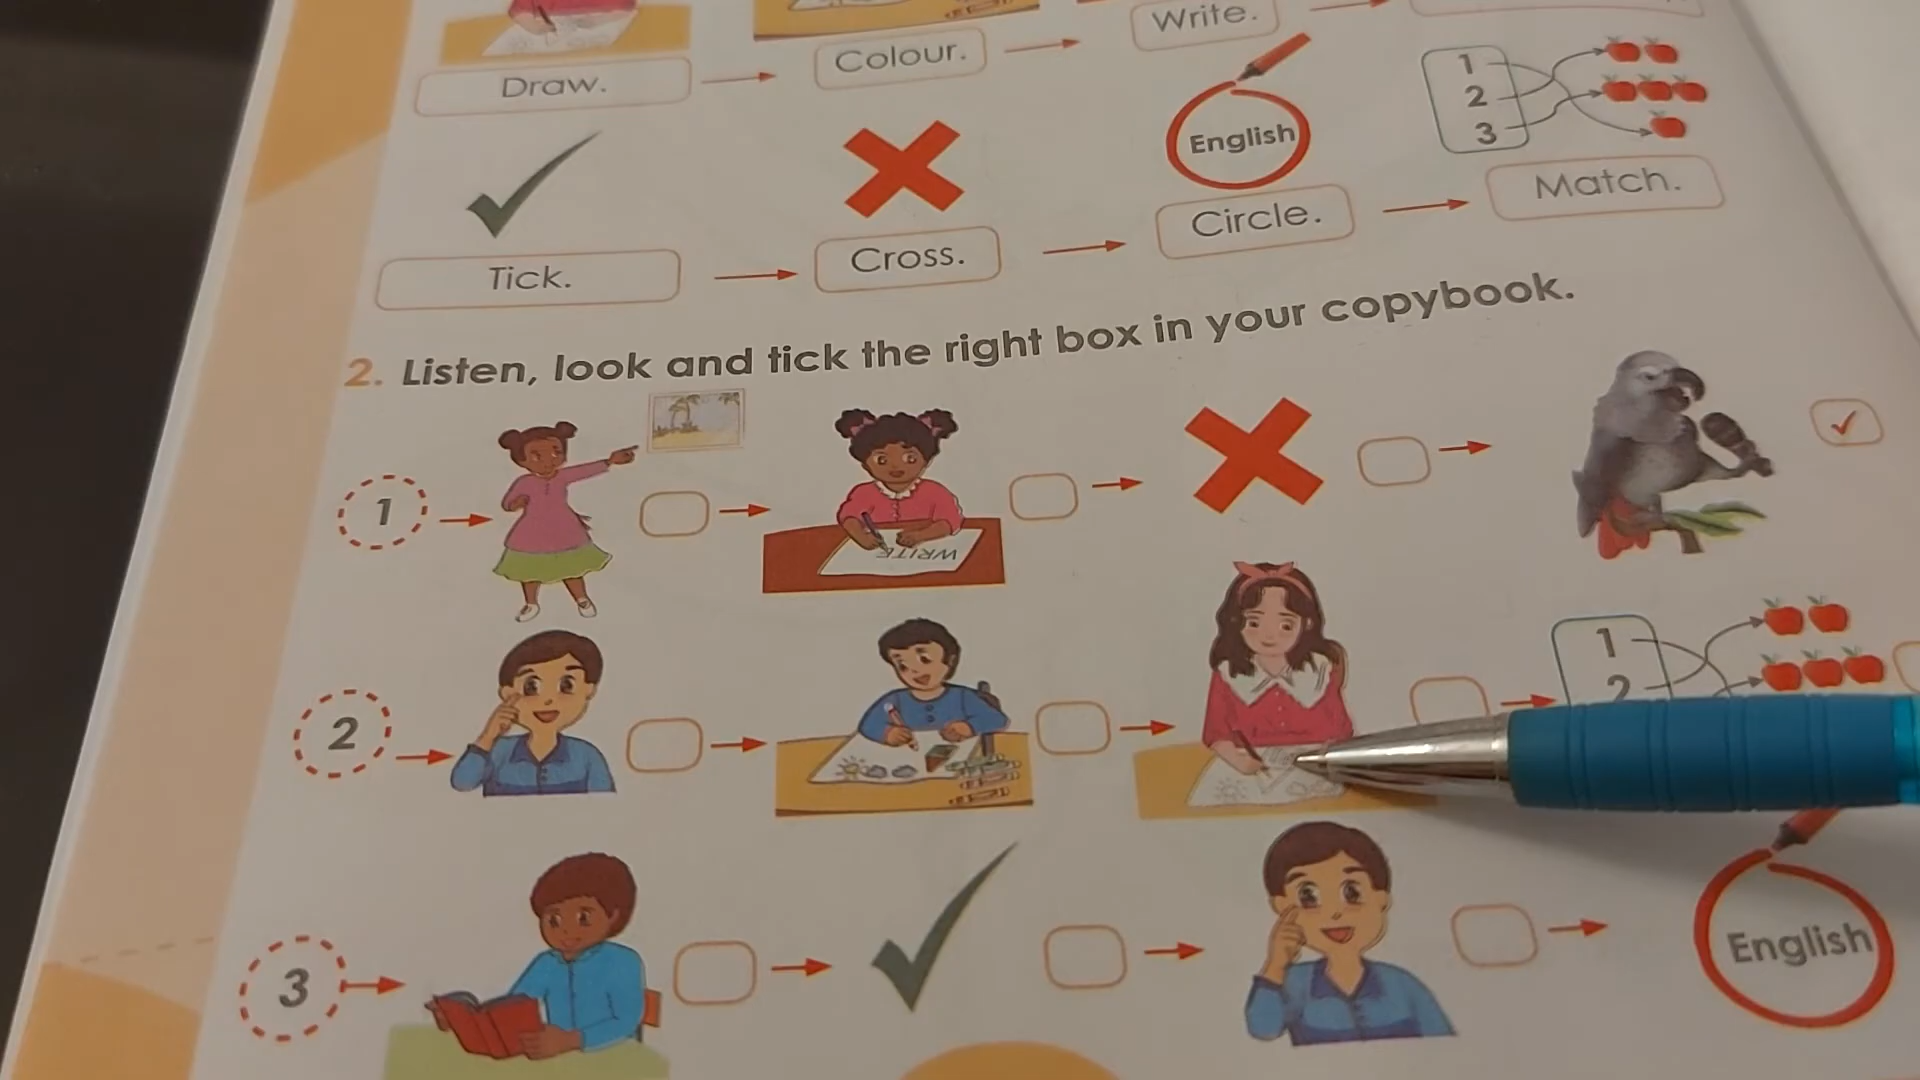 Draw.
Colour.
Write.
English
1
2
3
Tick.
Cross.
Circle.
Match.
2. Listen, look and tick the right box in your copybook.
1
WRITE
2
1
2
3
English